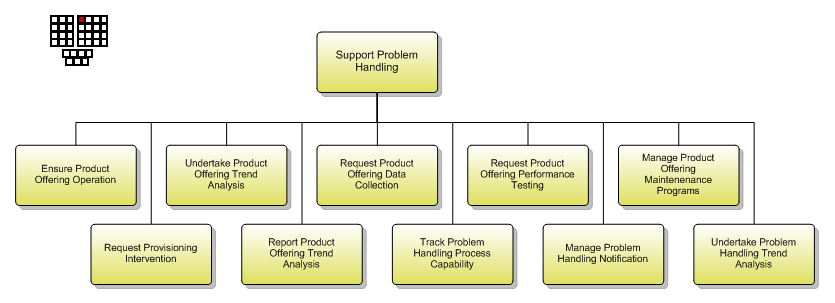 Support Problem
Handling
Ensure Product
Offering Operation
Undertake Product
Offering Trend
Analysis
Request Product
Offering Data
Collection
Request Product
Offering Performance
Testing
Manage Product
Offering
Maintenenance
Programs
Request Provisioning
Intervention
Report Product
Offering Trend
Analysis
Track Problem
Handling Process
Capability
Manage Problem
Handling Notification
Undertake Problem
Handling Trend
Analysis